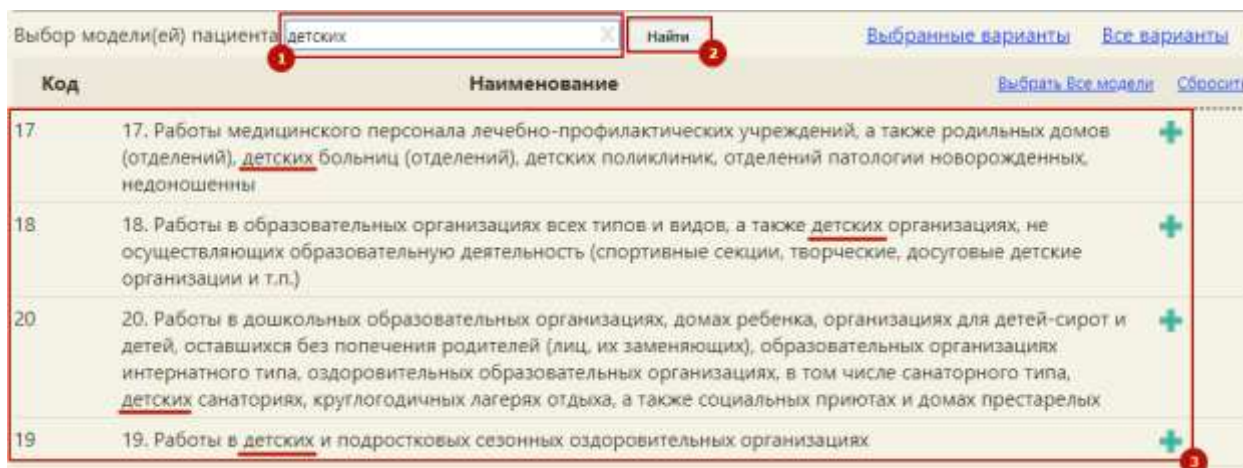 Выбор модели(ей) пациента детских X Найти Выбранные варианты Все варианты
1 2
Код Наименование Выбрать Все модели Сбросит
17 17. Работы медицинского персонала лечебно-профилактических учреждений, а также родильных домов
(отделений), детских больниц (отделений), детских поликлиник, отделений патологии новорожденных,
недоношенны
18 18. Работы в образовательных организациях всех типов и видов, а также детских организациях, не
осуществляющих образовательную деятельность (спортивные секции, творческие, досуговые детские
организации и т.п.)
20 20. Работы в дошкольных образовательных организациях, домах ребенка, организациях для детей-сирот и
детей, оставшихся без попечения родителей (лиц, их заменяющих), образовательных организациях
интернатного типа, оздоровительных образовательных организациях, в том числе санаторного типа,
детских санаториях, круглогодичных лагерях отдыха, а также социальных приютах и домах престарелых
19 19. Работы в детских и подростковых сезонных оздоровительных организациях
3